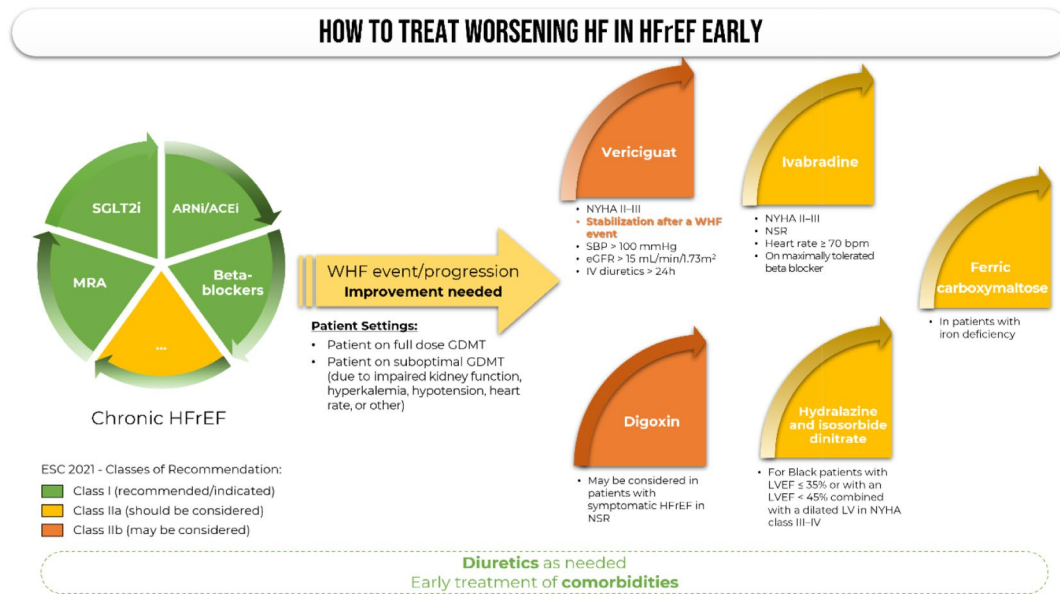 HOW TO TREAT WORSENING HF IN HFrEF EARLY
SGLT2i
ARNi/ACEi
MRA
Beta-
blockers
...
Chronic HFrEF
ESC 2021 - Classes of Recommendation:
Class I (recommended/indicated)
Class IIa (should be considered)
Class IIb (may be considered)
WHF event/progression
Improvement needed
Patient Settings:
• Patient on full dose GDMT
• Patient on suboptimal GDMT
(due to impaired kidney function,
hyperkalemia, hypotension, heart
rate, or other)
Vericiguat
• NYHA II–III
• Stabilization after a WHF
event
• SBP > 100 mmHg
• eGFR > 15 mL/min/1.73m²
• IV diuretics > 24h
Ivabradine
• NYHA II–III
• NSR
• Heart rate ≥ 70 bpm
• On maximally tolerated
beta blocker
Ferric
carboxymaltose
• In patients with
iron deficiency
Digoxin
• May be considered in
patients with
symptomatic HFrEF in
NSR
Hydralazine
and isosorbide
dinitrate
• For Black patients with
LVEF ≤ 35% or with an
LVEF < 45% combined
with a dilated LV in NYHA
class III–IV
Diuretics as needed
Early treatment of comorbidities